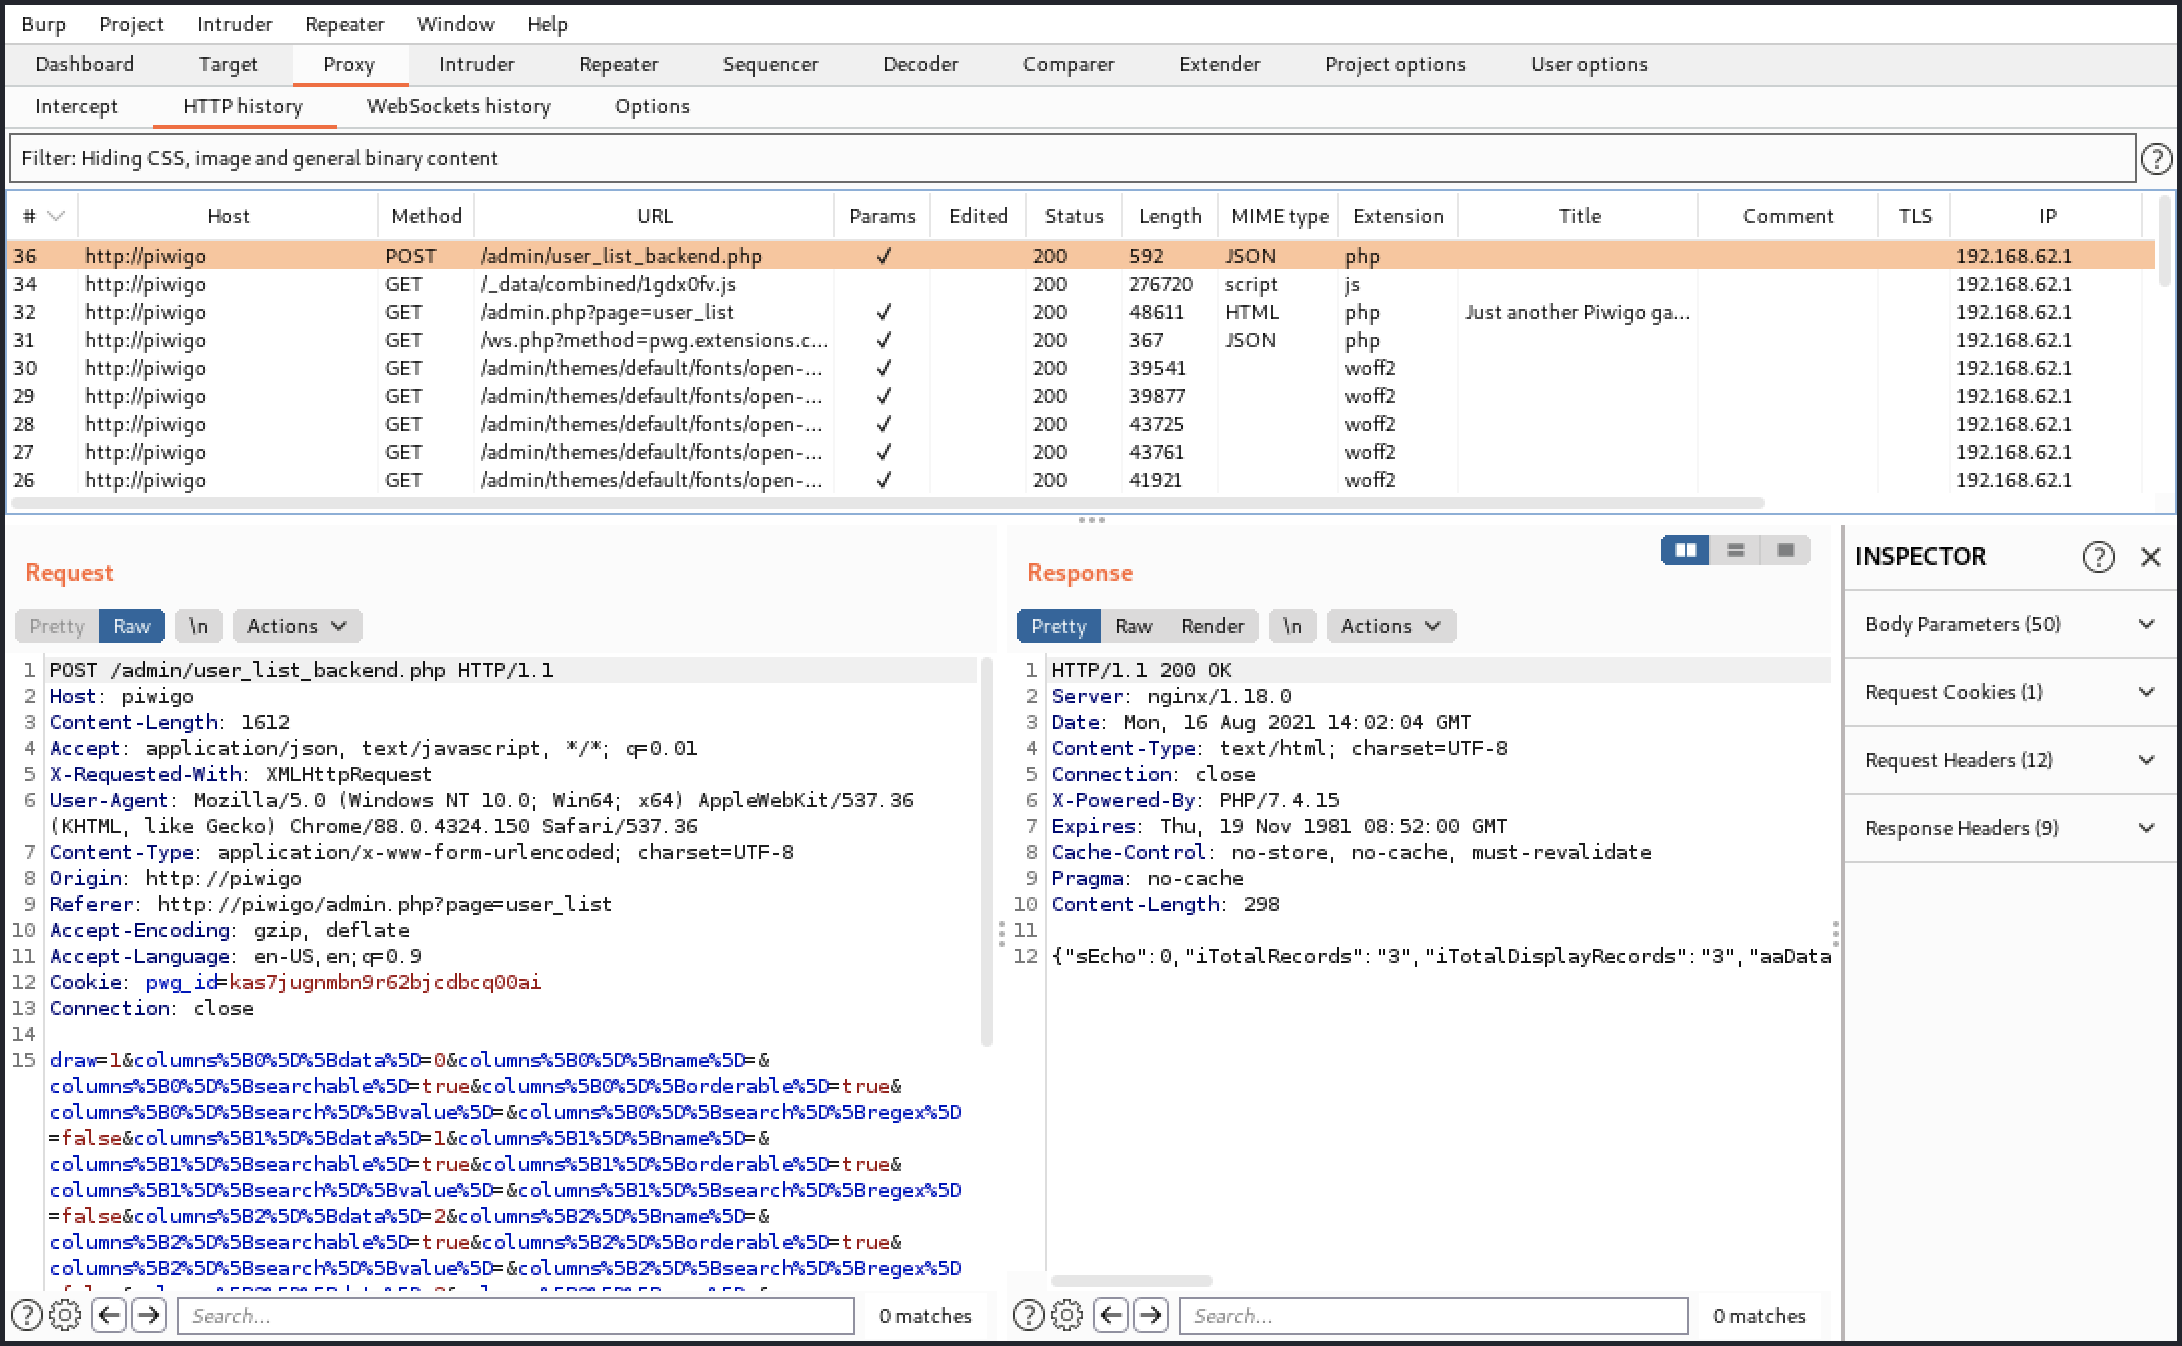 Burp Project Intruder Repeater Window Help
Dashboard Target Proxy Intruder Repeater Sequencer Decoder Comparer Extender Project options User options
Intercept HTTP history WebSockets history Options
Filter: Hiding CSS, image and general binary content
# Host Method URL Params Edited Status Length MIME type Extension Title Comment TLS IP
36 http://piwigo POST /admin/user_list_backend.php ✓ 200 592 JSON php 192.168.62.1
34 http://piwigo GET /_data/combined/1gdx0fv.js 200 276720 script js 192.168.62.1
32 http://piwigo GET /admin.php?page=user_list ✓ 200 48611 HTML php Just another Piwigo ga... 192.168.62.1
31 http://piwigo GET /ws.php?method=pwg.extensions.c... ✓ 200 367 JSON php 192.168.62.1
30 http://piwigo GET /admin/themes/default/fonts/open-... ✓ 200 39541 woff2 192.168.62.1
29 http://piwigo GET /admin/themes/default/fonts/open-... ✓ 200 39877 woff2 192.168.62.1
28 http://piwigo GET /admin/themes/default/fonts/open-... ✓ 200 43725 woff2 192.168.62.1
27 http://piwigo GET /admin/themes/default/fonts/open-... ✓ 200 43761 woff2 192.168.62.1
26 http://piwigo GET /admin/themes/default/fonts/open-... ✓ 200 41921 woff2 192.168.62.1
Request
Pretty Raw \n Actions
1 POST /admin/user_list_backend.php HTTP/1.1
2 Host: piwigo
3 Content-Length: 1612
4 Accept: application/json, text/javascript, */*; q=0.01
5 X-Requested-With: XMLHttpRequest
6 User-Agent: Mozilla/5.0 (Windows NT 10.0; Win64; x64) AppleWebKit/537.36
(KHTML, like Gecko) Chrome/88.0.4324.150 Safari/537.36
7 Content-Type: application/x-www-form-urlencoded; charset=UTF-8
8 Origin: http://piwigo
9 Referer: http://piwigo/admin.php?page=user_list
10 Accept-Encoding: gzip, deflate
11 Accept-Language: en-US,en;q=0.9
12 Cookie: pwg_id=kas7jugnmbn9r62bjcdbcq00ai
13 Connection: close
14
15 draw=1&columns%5B0%5D%5Bdata%5D=0&columns%5B0%5D%5Bname%5D=&
columns%5B0%5D%5Bsearchable%5D=true&columns%5B0%5D%5Borderable%5D=true&
columns%5B0%5D%5Bsearch%5D%5Bvalue%5D=&columns%5B0%5D%5Bsearch%5D%5Bregex%5D
=false&columns%5B1%5D%5Bdata%5D=1&columns%5B1%5D%5Bname%5D=&
columns%5B1%5D%5Bsearchable%5D=true&columns%5B1%5D%5Borderable%5D=true&
columns%5B1%5D%5Bsearch%5D%5Bvalue%5D=&columns%5B1%5D%5Bsearch%5D%5Bregex%5D
=false&columns%5B2%5D%5Bdata%5D=2&columns%5B2%5D%5Bname%5D=&
columns%5B2%5D%5Bsearchable%5D=true&columns%5B2%5D%5Borderable%5D=true&
columns%5B2%5D%5Bsearch%5D%5Bvalue%5D=&columns%5B2%5D%5Bsearch%5D%5Bregex%5D
Search... 0 matches
Response
Pretty Raw Render \n Actions
1 HTTP/1.1 200 OK
2 Server: nginx/1.18.0
3 Date: Mon, 16 Aug 2021 14:02:04 GMT
4 Content-Type: text/html; charset=UTF-8
5 Connection: close
6 X-Powered-By: PHP/7.4.15
7 Expires: Thu, 19 Nov 1981 08:52:00 GMT
8 Cache-Control: no-store, no-cache, must-revalidate
9 Pragma: no-cache
10 Content-Length: 298
11
12 {"sEcho":0,"iTotalRecords":"3","iTotalDisplayRecords":"3","aaData
Search... 0 matches
INSPECTOR
Body Parameters (50)
Request Cookies (1)
Request Headers (12)
Response Headers (9)